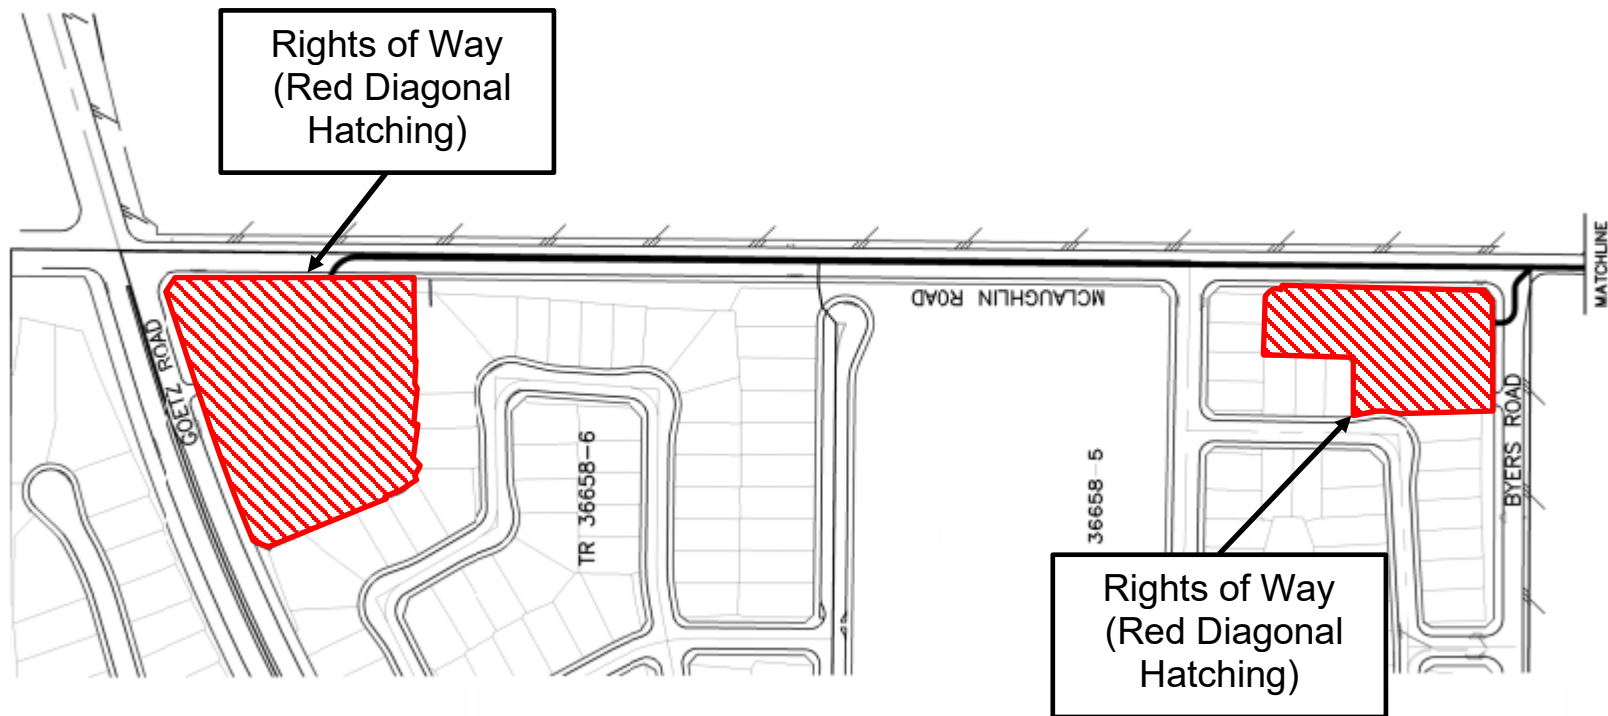 Rights of Way
(Red Diagonal
Hatching)
MATCHLINE
MCLAUGHLIN ROAD
GOETZ ROAD
TR 36658-6
36658-5
BYERS ROAD
Rights of Way
(Red Diagonal
Hatching)